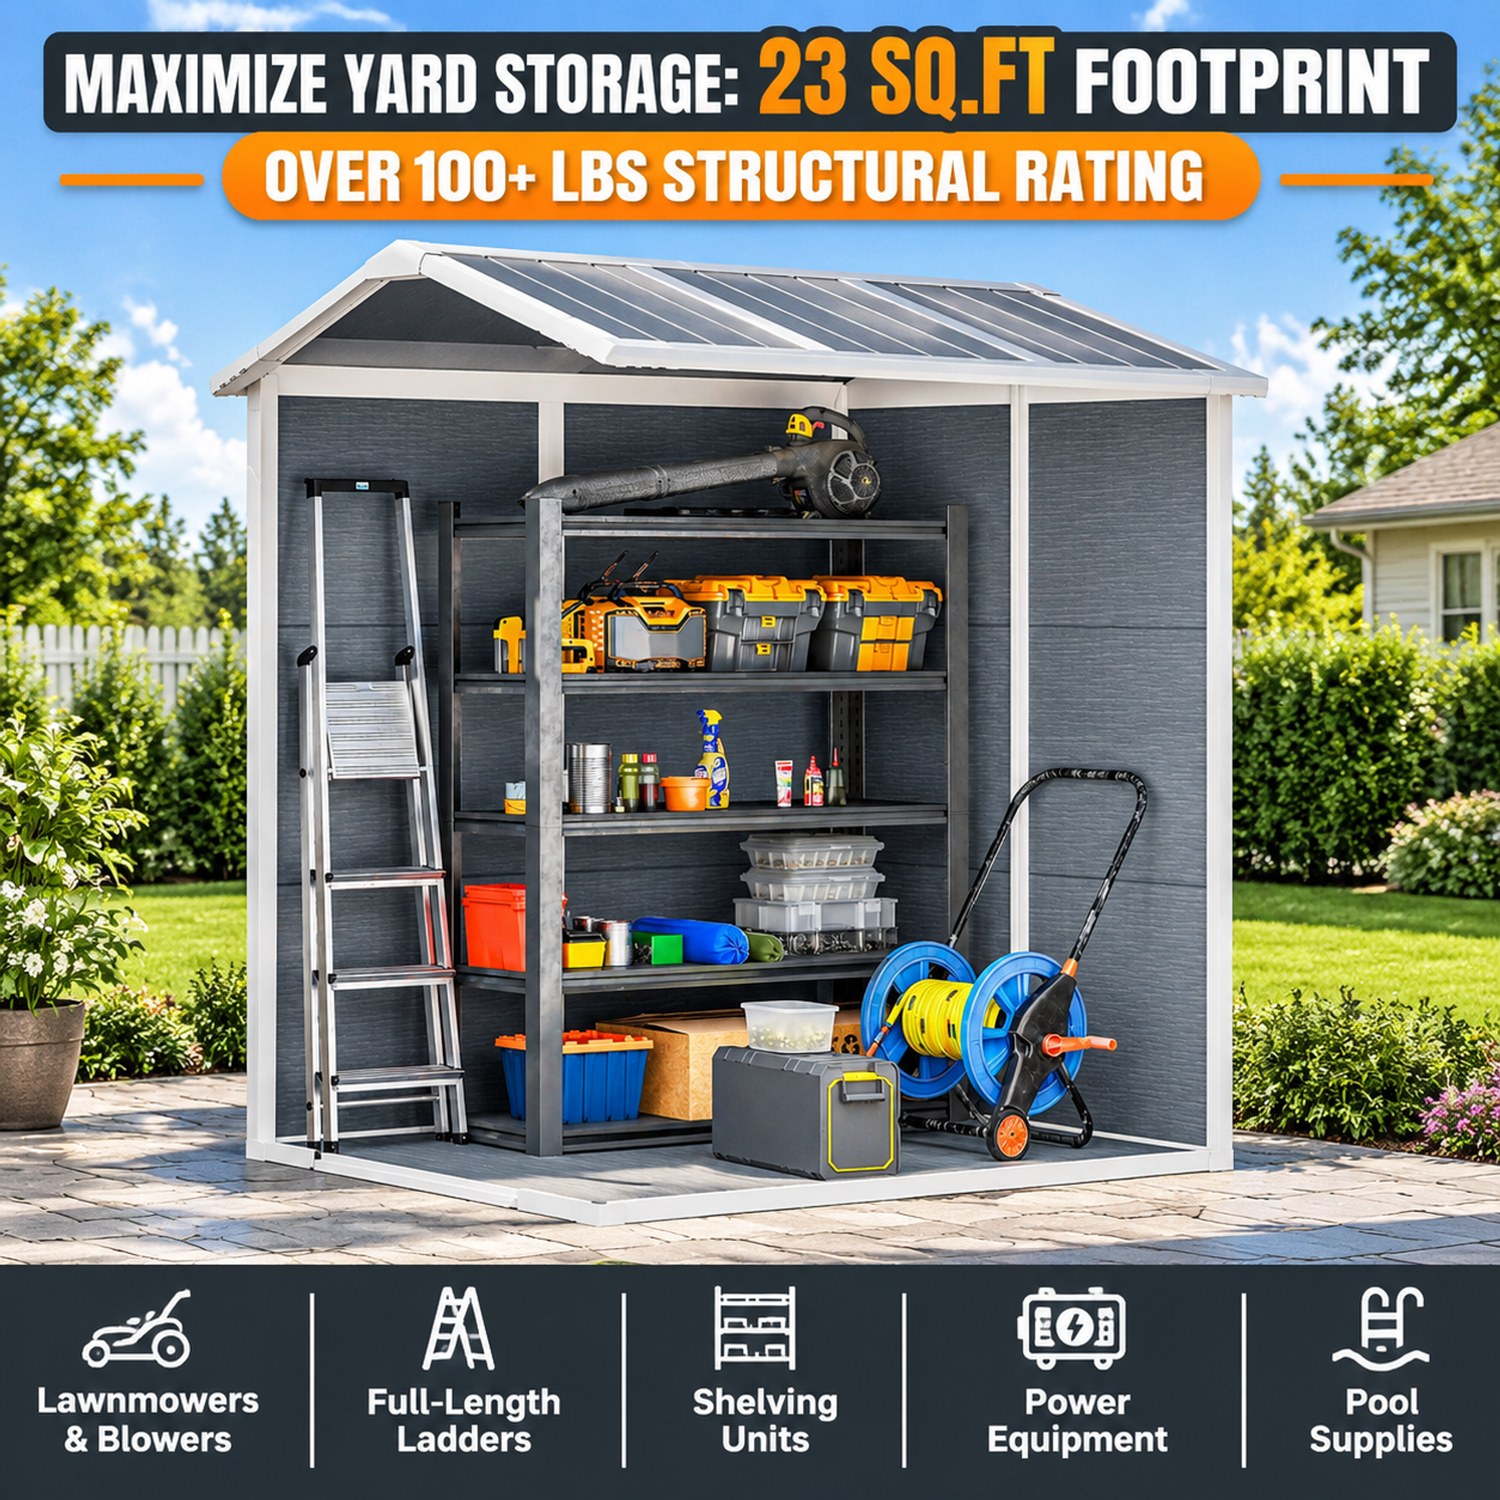 MAXIMIZE YARD STORAGE: 23 SQ.FT FOOTPRINT
OVER 100+ LBS STRUCTURAL RATING
Lawnmowers
& Blowers
Full-Length
Ladders
Shelving
Units
Power
Equipment
Pool
Supplies